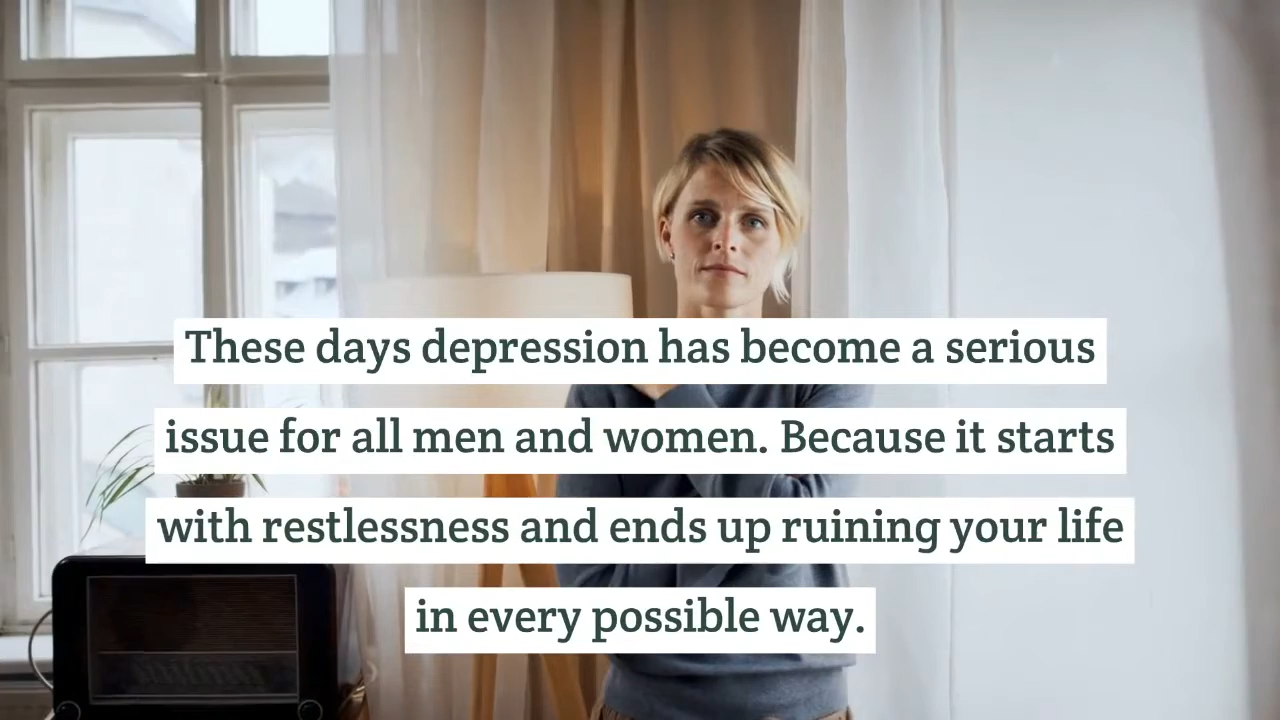 These days depression has become a serious
issue for all men and women. Because it starts
with restlessness and ends up ruining your life
in every possible way.